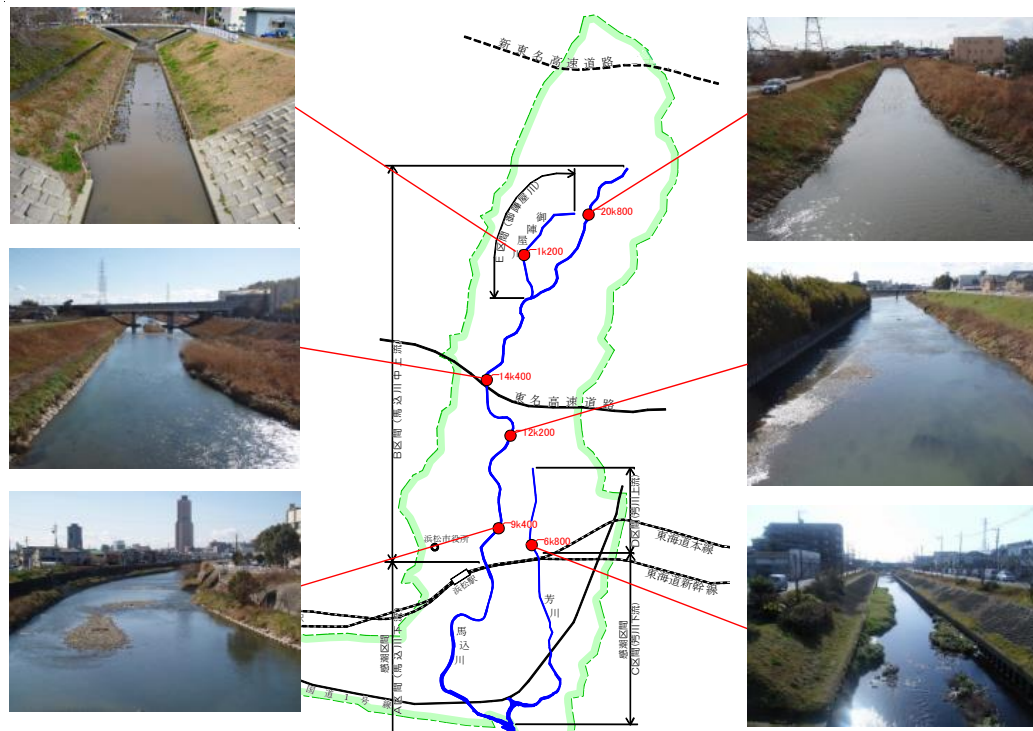 新東名高速道路
20k800
E区間（御陣屋川）
御陣屋川
1k200
B区間（馬込川中上流）
14k400
東名高速道路
12k200
9k400
浜松市役所
6k800
D区間（芳川上流）
東海道本線
東海道新幹線
浜松駅
芳川
馬込川
感潮区間
A区間（馬込川下流）
感潮区間
C区間（芳川下流）
国道1号